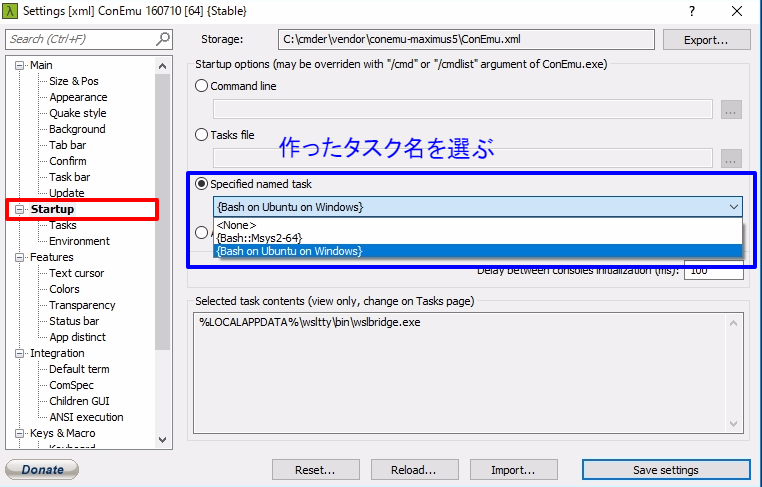 λ Settings [xml] ConEmu 160710 [64] {Stable} ?
Search (Ctrl+F)
Storage: C:\cmder\vendor\conemu-maximus5\ConEmu.xml Export...
Main
Size & Pos
Appearance
Quake style
Background
Tab bar
Confirm
Task bar
Update
Startup
Tasks
Environment
Features
Text cursor
Colors
Transparency
Status bar
App distinct
Integration
Default term
ComSpec
Children GUI
ANSI execution
Keys & Macro
Startup options (may be overriden with "/cmd" or "/cmdlist" argument of ConEmu.exe)
Command line
...
Tasks file
作ったタスク名を選ぶ
...
Specified named task
{Bash on Ubuntu on Windows}
<None>
{Bash::Msys2-64}
{Bash on Ubuntu on Windows}
Delay between consoles initialization (ms): 100
Selected task contents (view only, change on Tasks page)
%LOCALAPPDATA%\wsltty\bin\wslbridge.exe
Donate Reset... Reload... Import... Save settings